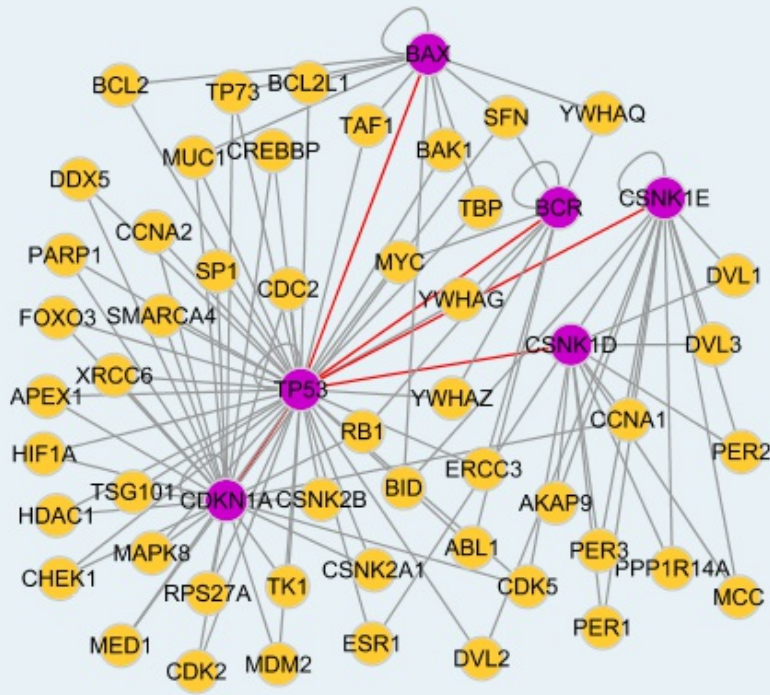 BAX
BCL2
TP73
BCL2L1
TAF1
SFN
YWHAQ
MUC1
CREBBP
BAK1
DDX5
CCNA2
TBP
BCR
CSNK1E
PARP1
SP1
CDC2
MYC
YWHAG
DVL1
FOXO3
SMARCA4
CSNK1D
DVL3
APEX1
XRCC6
TP53
YWHAZ
RB1
CCNA1
HIF1A
PER2
TSG101
CDKN1A
CSNK2B
BID
ERCC3
AKAP9
HDAC1
MAPK8
ABL1
PER3
CHEK1
RPS27A
TK1
CSNK2A1
CDK5
PPP1R14A
MCC
MED1
CDK2
MDM2
ESR1
DVL2
PER1